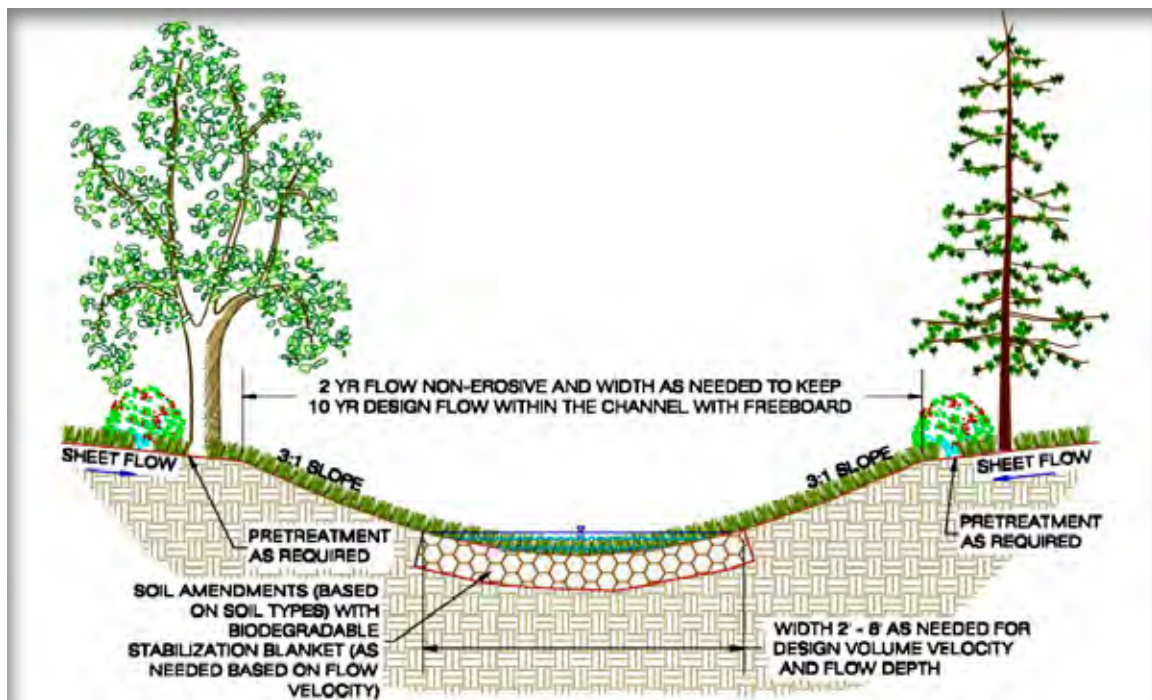 2 YR FLOW NON-EROSIVE AND WIDTH AS NEEDED TO KEEP
10 YR DESIGN FLOW WITHIN THE CHANNEL WITH FREEBOARD
SHEET FLOW
3:1 SLOPE
3:1 SLOPE
SHEET FLOW
PRETREATMENT
AS REQUIRED
PRETREATMENT
AS REQUIRED
SOIL AMENDMENTS (BASED
ON SOIL TYPES) WITH
BIODEGRADABLE
STABILIZATION BLANKET (AS
NEEDED BASED ON FLOW
VELOCITY)
WIDTH 2' - 8' AS NEEDED FOR
DESIGN VOLUME VELOCITY
AND FLOW DEPTH